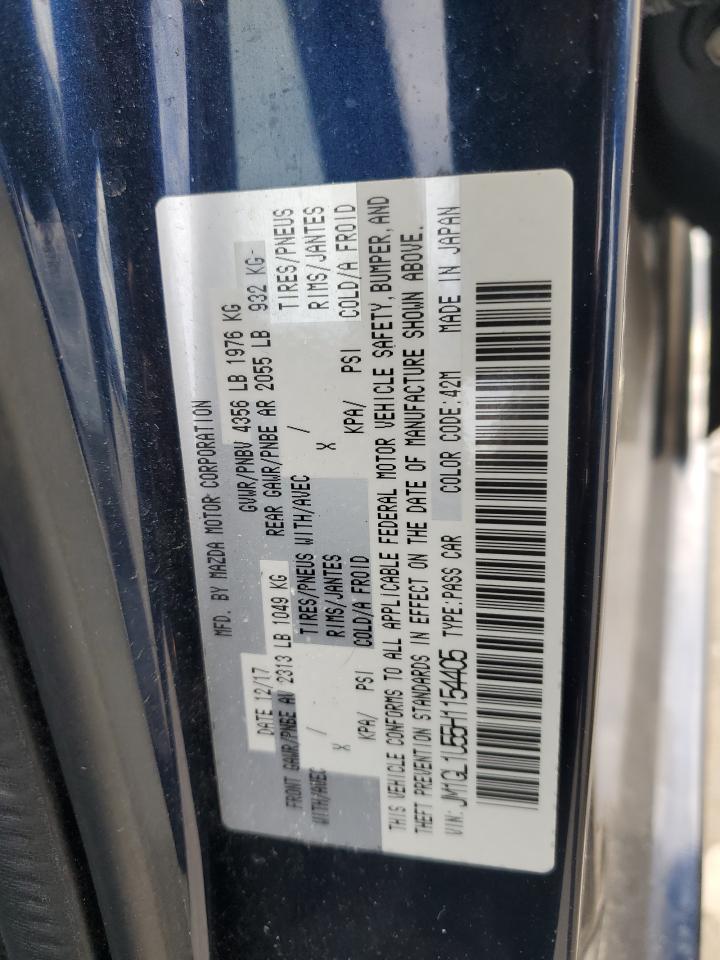 MFD. BY MAZDA MOTOR CORPORATION
DATE 12/17 GVWR/PNBV 4356 LB 1976 KG
FRONT GAWR/PNBE AV 2313 LB 1049 KG REAR GAWR/PNBE AR 2055 LB 932 KG
WITH/AVEC / TIRES/PNEUS WITH/AVEC / TIRES/PNEUS
X RIMS/JANTES X RIMS/JANTES
KPA/ PSI COLD/A FROID KPA/ PSI COLD/A FROID
THIS VEHICLE CONFORMS TO ALL APPLICABLE FEDERAL MOTOR VEHICLE SAFETY, BUMPER, AND
THEFT PREVENTION STANDARDS IN EFFECT ON THE DATE OF MANUFACTURE SHOWN ABOVE.
VIN: JM1GL1U55H1154405 TYPE:PASS CAR COLOR CODE:42M MADE IN JAPAN